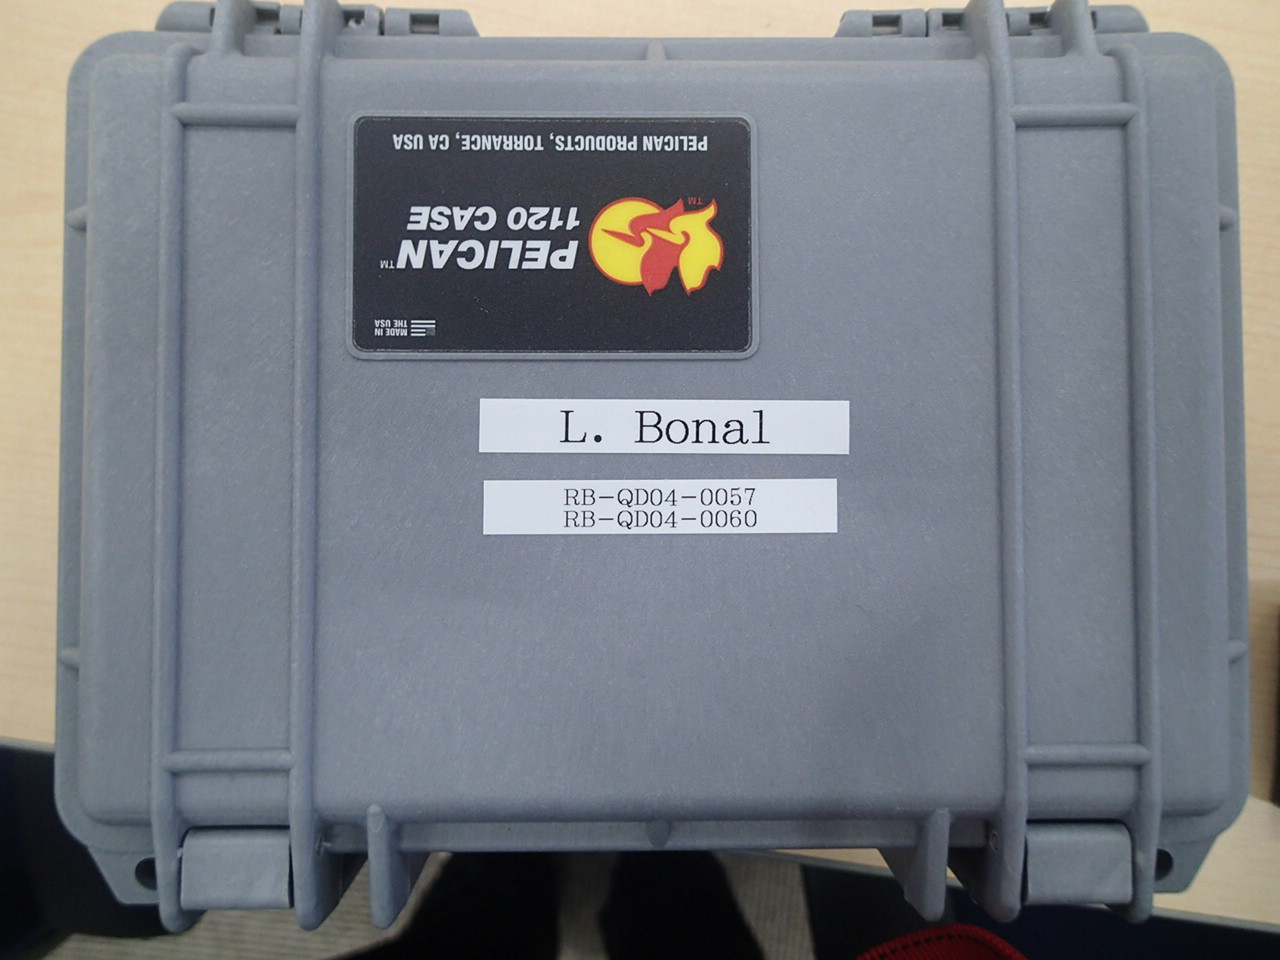 PELICAN PRODUCTS, TORRANCE, CA USA
PELICAN™
1120 CASE
TM
MADE IN
THE USA
L. Bonal
RB-QD04-0057
RB-QD04-0060